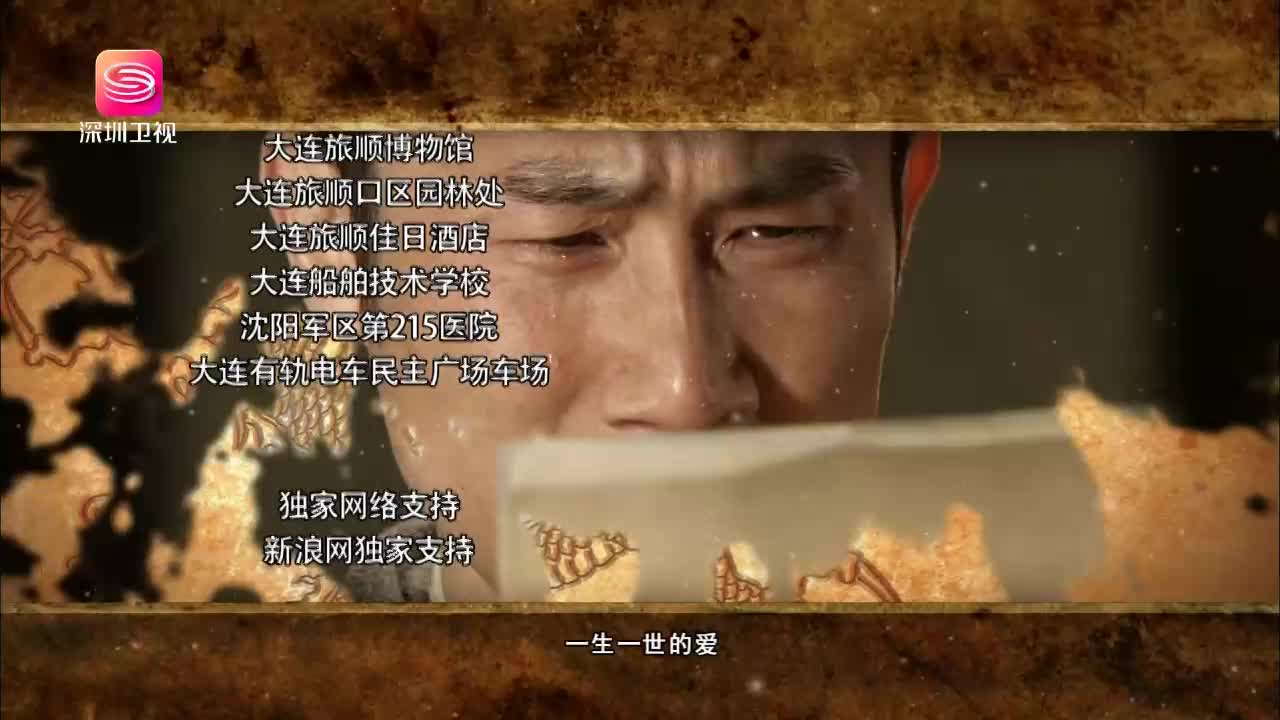 深圳卫视
大连旅顺博物馆
大连旅顺口区园林处
大连旅顺佳日酒店
大连船舶技术学校
沈阳军区第215医院
大连有轨电车民主广场车场
独家网络支持
新浪网独家支持
一生一世的爱